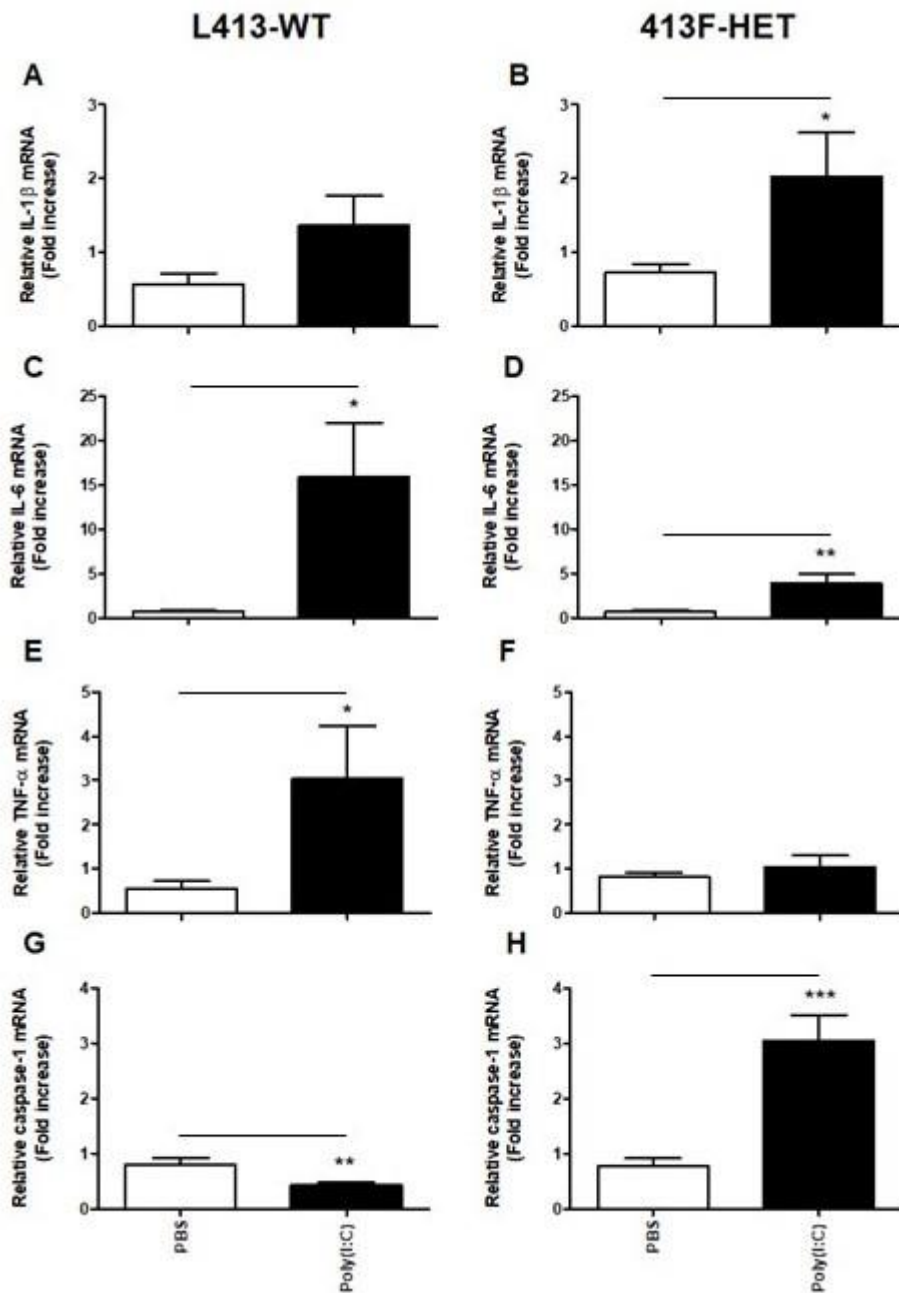 L413-WT
413F-HET
A
Relative IL-1β mRNA
(Fold increase)
3
2
1
0
B
Relative IL-1β mRNA
(Fold increase)
3
2
1
0
*
C
Relative IL-6 mRNA
(Fold increase)
25
20
15
10
5
0
*
D
Relative IL-6 mRNA
(Fold increase)
25
20
15
10
5
0
**
E
Relative TNF-α mRNA
(Fold increase)
5
4
3
2
1
0
*
F
Relative TNF-α mRNA
(Fold increase)
5
4
3
2
1
0
G
Relative caspase-1 mRNA
(Fold increase)
4
3
2
1
0
**
PBS
Poly(I:C)
H
Relative caspase-1 mRNA
(Fold increase)
4
3
2
1
0
***
PBS
Poly(I:C)